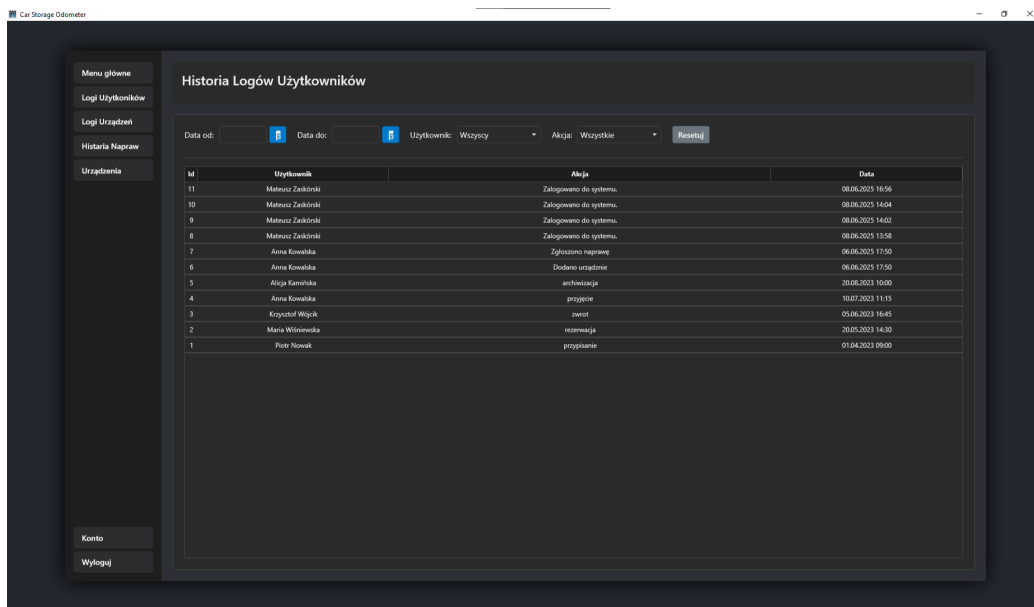 Car Storage Odometer
Menu główne
Logi Użytkoników
Logi Urządzeń
Histaria Napraw
Urządzenia
Konto
Wyloguj
Historia Logów Użytkowników
Data od: Data do: Użytkownik: Wszyscy Akcja: Wszystkie Resetuj
Id Użytkownik Akcja Data
11 Mateusz Zaskórski Zalogowano do systemu. 08.06.2025 16:56
10 Mateusz Zaskórski Zalogowano do systemu. 08.06.2025 14:04
9 Mateusz Zaskórski Zalogowano do systemu. 08.06.2025 14:02
8 Mateusz Zaskórski Zalogowano do systemu. 08.06.2025 13:58
7 Anna Kowalska Zgłoszono naprawę 06.06.2025 17:50
6 Anna Kowalska Dodano urządznie 06.06.2025 17:50
5 Alicja Kamińska archiwizacja 20.08.2023 10:00
4 Anna Kowalska przyjęcie 10.07.2023 11:15
3 Krzysztof Wójcik zwrot 05.06.2023 16:45
2 Maria Wiśniewska rezerwacja 20.05.2023 14:30
1 Piotr Nowak przypisanie 01.04.2023 09:00